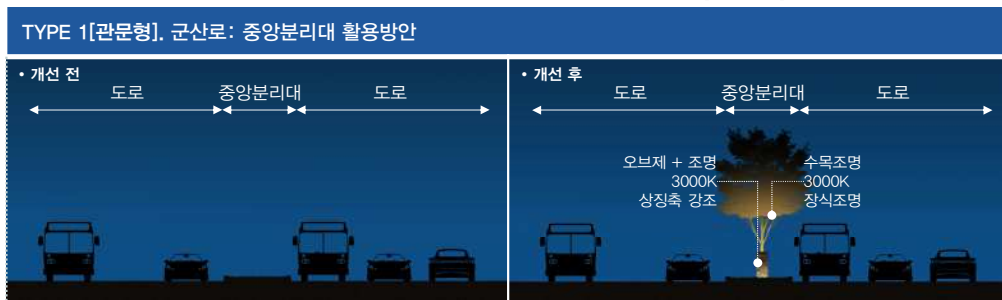 TYPE 1[관문형]. 군산로: 중앙분리대 활용방안
• 개선 전
도로
중앙분리대
도로
• 개선 후
도로
중앙분리대
도로
오브제 + 조명
3000K
상징축 강조
수목조명
3000K
장식조명